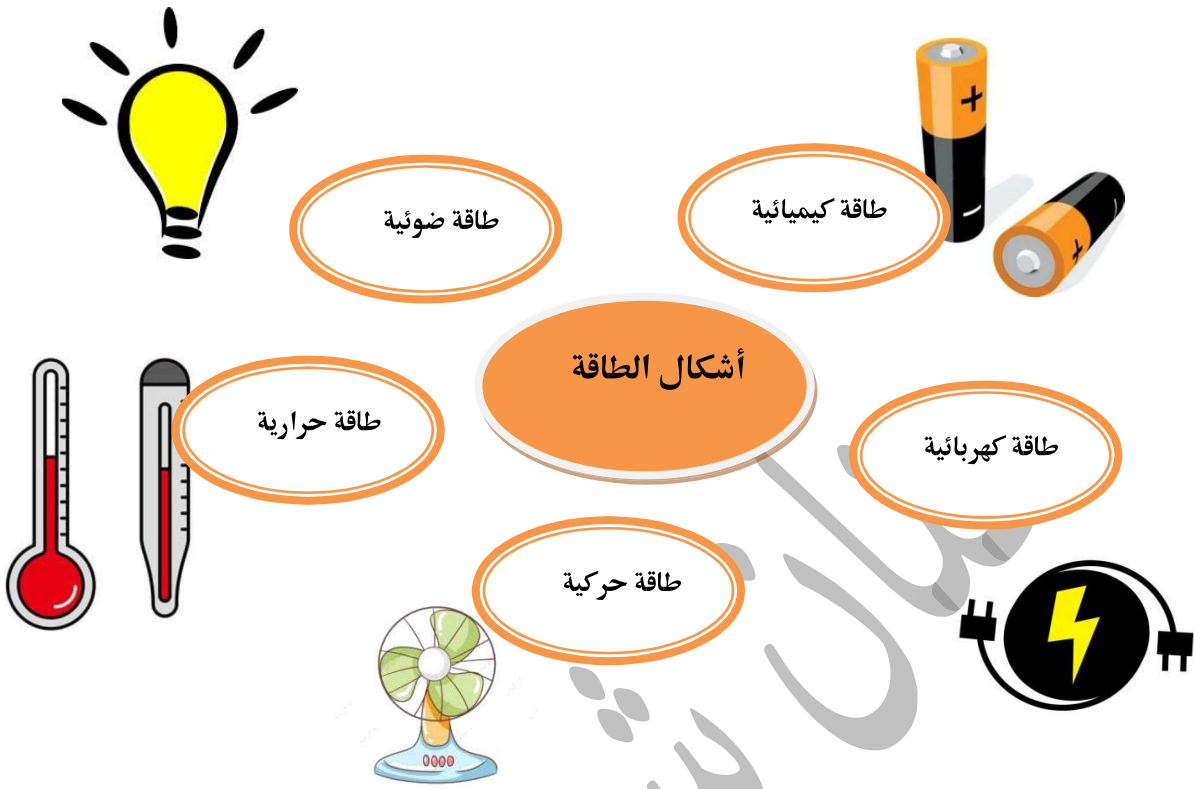 طاقة كيميائية
طاقة ضوئية
أشكال الطاقة
طاقة حرارية
طاقة كهربائية
طاقة حركية
+
+